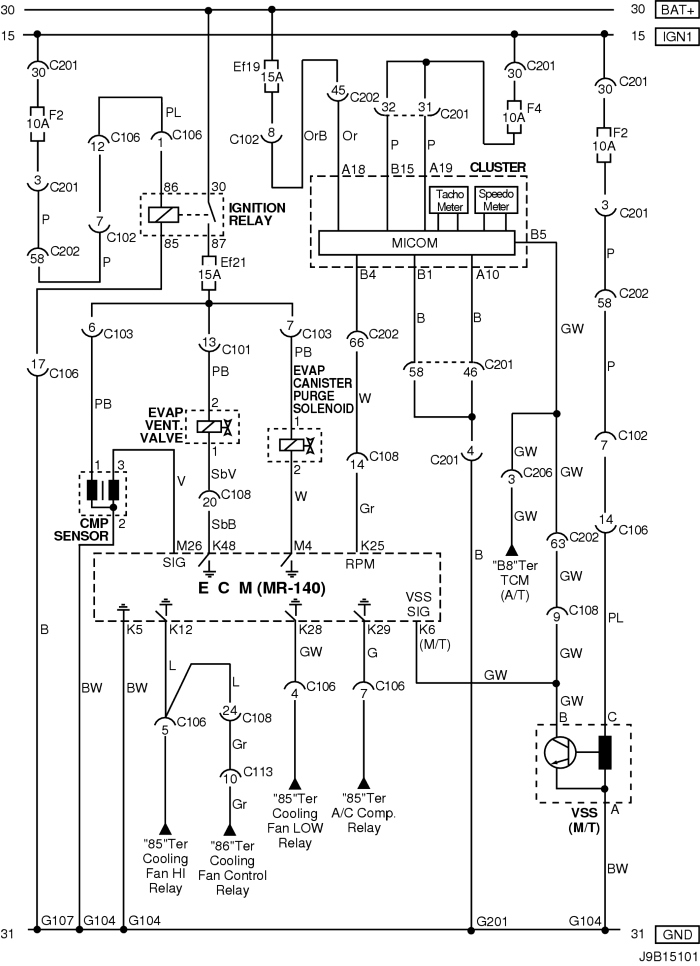 30
30 BAT+
15
15 IGN1
30 C201
F2
10A
3
C201
P
58
C202
PL
12 C106
1 C106
7 C102
P
Ef19
15A
8
C102
OrB
45
C202
Or
32 31
C201
P P
30 C201
F4
10A
30
C201
F2
10A
3
C201
P
58
C202
P
86 30
IGNITION
RELAY
85 87
Ef21
15A
A18 B15 A19 CLUSTER
Tacho
Meter
Speedo
Meter
MICOM
B5
B4 B1 A10
GW
6
C103
13
C101
7
C103
17
C106
PB
PB
PB
EVAP
CANISTER
PURGE
SOLENOID
66
C202
W
B B
58 46
C201
EVAP
VENT.
VALVE
2
1
1
2
SbV
20
C108
SbB
W
14
C108
Gr
C201
4
B
1 3
2
CMP
SENSOR
V
GW
3
C206
GW
"B8"Ter
TCM
(A/T)
GW
63
C202
GW
9
C108
GW
7
C102
14
C106
PL
M26 K48 M4 K25
SIG RPM
E C M (MR-140)
VSS
SIG
K5 K12 K28 K29 K6
(M/T)
B
BW
BW
L
L
GW
G
GW
GW
5
C106
24
C108
Gr
10
C113
Gr
4
C106
7
C106
B C
A
VSS
(M/T)
BW
"85"Ter
Cooling
Fan HI
Relay
"86"Ter
Cooling
Fan Control
Relay
"85"Ter
Cooling
Fan LOW
Relay
"85"Ter
A/C Comp.
Relay
31
G107 G104 G104 G201 G104
31 GND
J9B15101